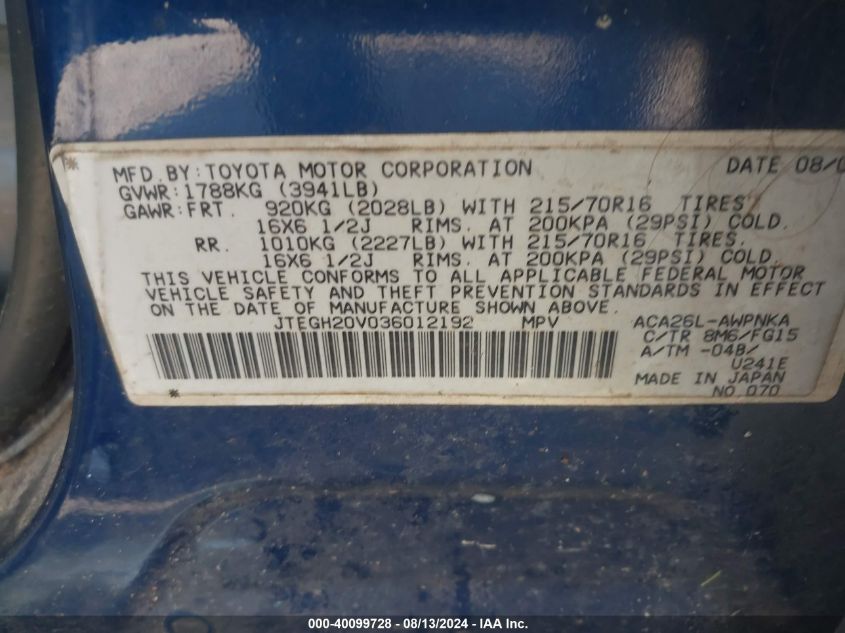 MFD.BY:TOYOTA MOTOR CORPORATION DATE 08/0
GVWR:1788KG (3941LB)
GAWR:FRT. 920KG (2028LB) WITH 215/70R16 TIRES.
16X6 1/2J RIMS. AT 200KPA (29PSI) COLD.
RR. 1010KG (2227LB) WITH 215/70R16 TIRES.
16X6 1/2J RIMS. AT 200KPA (29PSI) COLD.
THIS VEHICLE CONFORMS TO ALL APPLICABLE FEDERAL MOTOR
VEHICLE SAFETY AND THEFT PREVENTION STANDARDS IN EFFECT
ON THE DATE OF MANUFACTURE SHOWN ABOVE.
JTEGH20V036012192 MPV ACA26L-AWPNKA
C/TR 8M6/FG15
A/TM -04B/
U241E
MADE IN JAPAN
NO 070
000-40099728 - 08/13/2024 - IAA Inc.